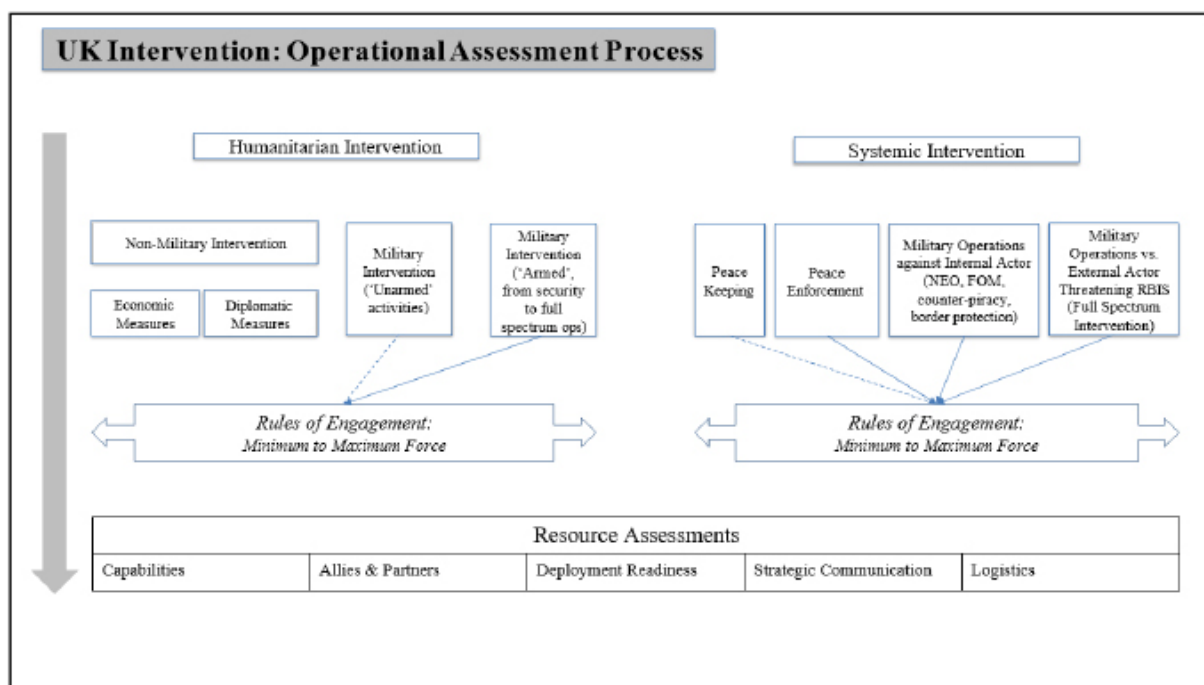 UK Intervention: Operational Assessment Process
Humanitarian Intervention
Systemic Intervention
Non-Military Intervention
Economic
Measures
Diplomatic
Measures
Military
Intervention
(‘Unarmed’
activities)
Military
Intervention
(‘Armed’,
from security
to full
spectrum ops)
Peace
Keeping
Peace
Enforcement
Military Operations
against Internal Actor
(NEO, FOM,
counter-piracy,
border protection)
Military
Operations vs.
External Actor
Threatening RBIS
(Full Spectrum
Intervention)
Rules of Engagement:
Minimum to Maximum Force
Rules of Engagement:
Minimum to Maximum Force
Resource Assessments
Capabilities
Allies & Partners
Deployment Readiness
Strategic Communication
Logistics